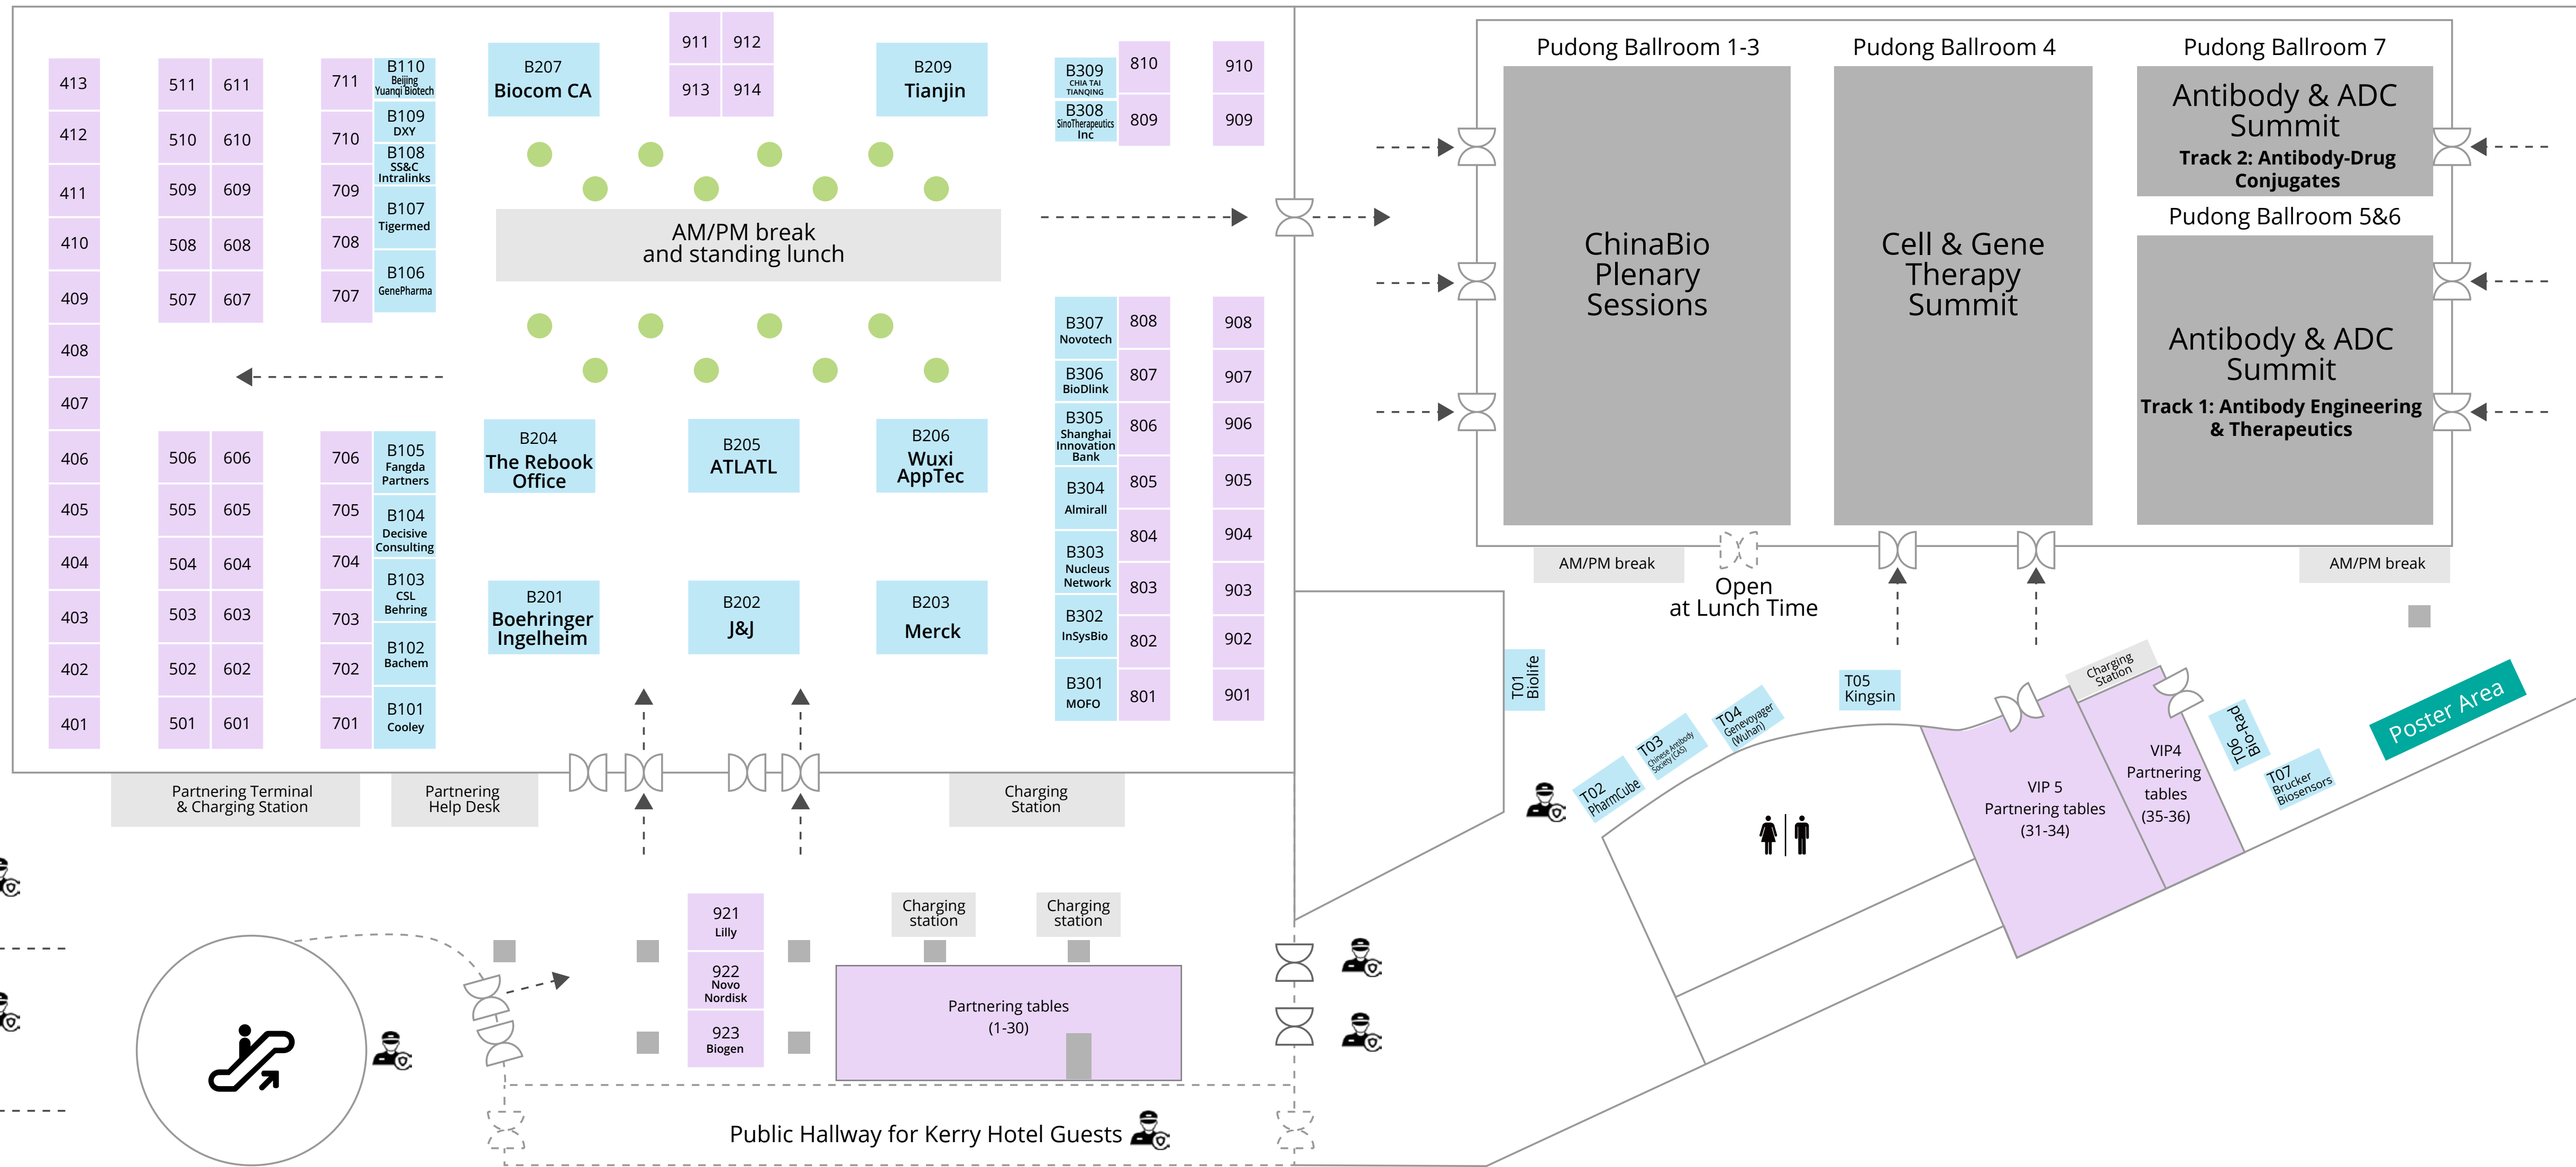 413
412
411
410
409
408
407
406
405
404
403
402
401
511 611
510 610
509 609
508 608
507 607
506 606
505 605
504 604
503 603
502 602
501 601
711
710
709
708
707
706
705
704
703
702
701
B110
Beijing
Yuanqi Biotech
B109
DXY
B108
SS&C
Intralinks
B107
Tigermed
B106
GenePharma
B105
Fangda
Partners
B104
Decisive
Consulting
B103
CSL
Behring
B102
Bachem
B101
Cooley
B207
Biocom CA
911 912
913 914
B209
Tianjin
AM/PM break
and standing lunch
B204
The Rebook
Office
B205
ATLATL
B206
Wuxi
AppTec
B201
Boehringer
Ingelheim
B202
J&J
B203
Merck
B309
CHIA TAI
TIANQING
B308
SinoTherapeutics
Inc
B307
Novotech
B306
BioDlink
B305
Shanghai
Innovation
Bank
B304
Almirall
B303
Nucleus
Network
B302
InSysBio
B301
MOFO
810
809
808
807
806
805
804
803
802
801
910
909
908
907
906
905
904
903
902
901
Partnering Terminal
& Charging Station
Partnering
Help Desk
Charging
Station
921
Lilly
922
Novo
Nordisk
923
Biogen
Charging
station
Charging
station
Partnering tables
(1-30)
Public Hallway for Kerry Hotel Guests
Pudong Ballroom 1-3
ChinaBio
Plenary
Sessions
Pudong Ballroom 4
Cell & Gene
Therapy
Summit
Pudong Ballroom 7
Antibody & ADC
Summit
Track 2: Antibody-Drug
Conjugates
Pudong Ballroom 5&6
Antibody & ADC
Summit
Track 1: Antibody Engineering
& Therapeutics
AM/PM break
Open
at Lunch Time
AM/PM break
T01
Biolife
T02
PharmCube
T03
Chinese Antibody
Society (CAS)
T04
Genevoyager
(Wuhan)
T05
Kingsin
Charging
Station
VIP 5
Partnering tables
(31-34)
VIP4
Partnering
tables
(35-36)
T06
Bio-Rad
T07
Brucker
Biosensors
Poster Area